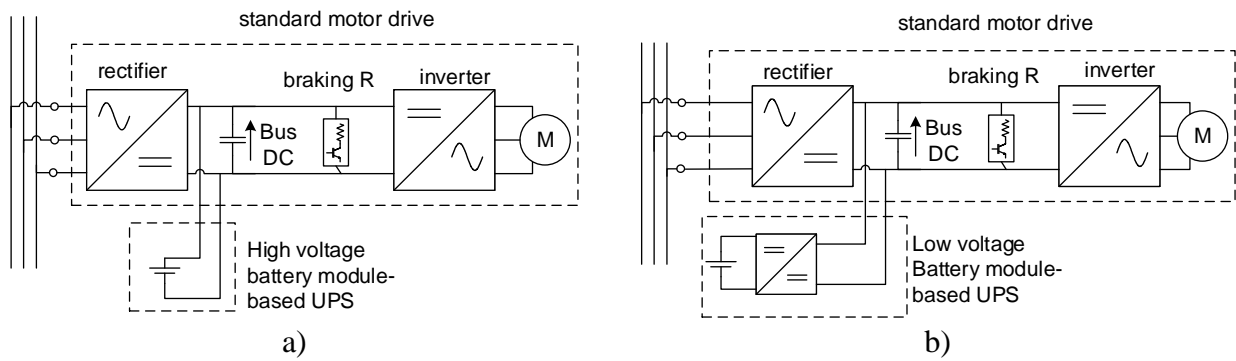 standard motor drive
rectifier
braking R
inverter
Bus
DC
M
High voltage
battery module-
based UPS
a)
standard motor drive
rectifier
braking R
inverter
Bus
DC
M
Low voltage
Battery module-
based UPS
b)